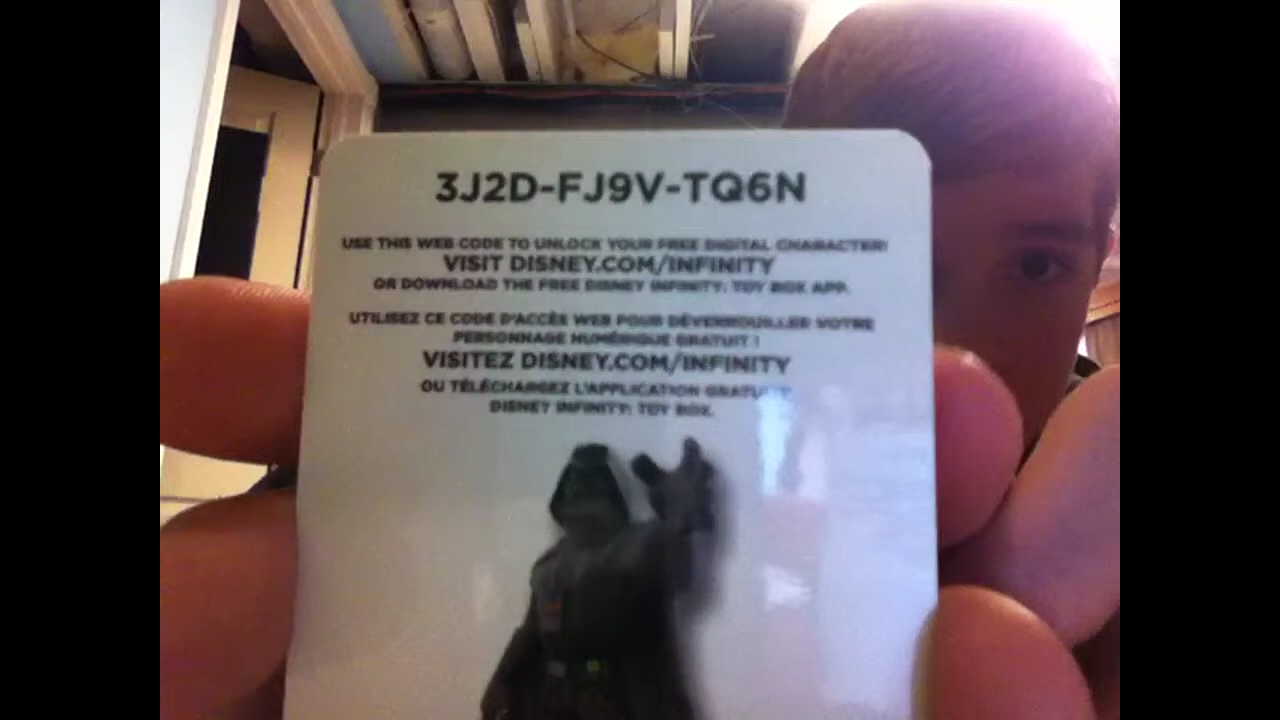 3J2D-FJ9V-TQ6N
USE THIS WEB CODE TO UNLOCK YOUR FREE DIGITAL CHARACTER!
VISIT DISNEY.COM/INFINITY
OR DOWNLOAD THE FREE DISNEY INFINITY: TOY BOX APP.
UTILISEZ CE CODE D'ACCÈS WEB POUR DÉVERROUILLER VOTRE
PERSONNAGE NUMÉRIQUE GRATUIT !
VISITEZ DISNEY.COM/INFINITY
OU TÉLÉCHARGEZ L'APPLICATION GRATUITE
DISNEY INFINITY: TOY BOX.